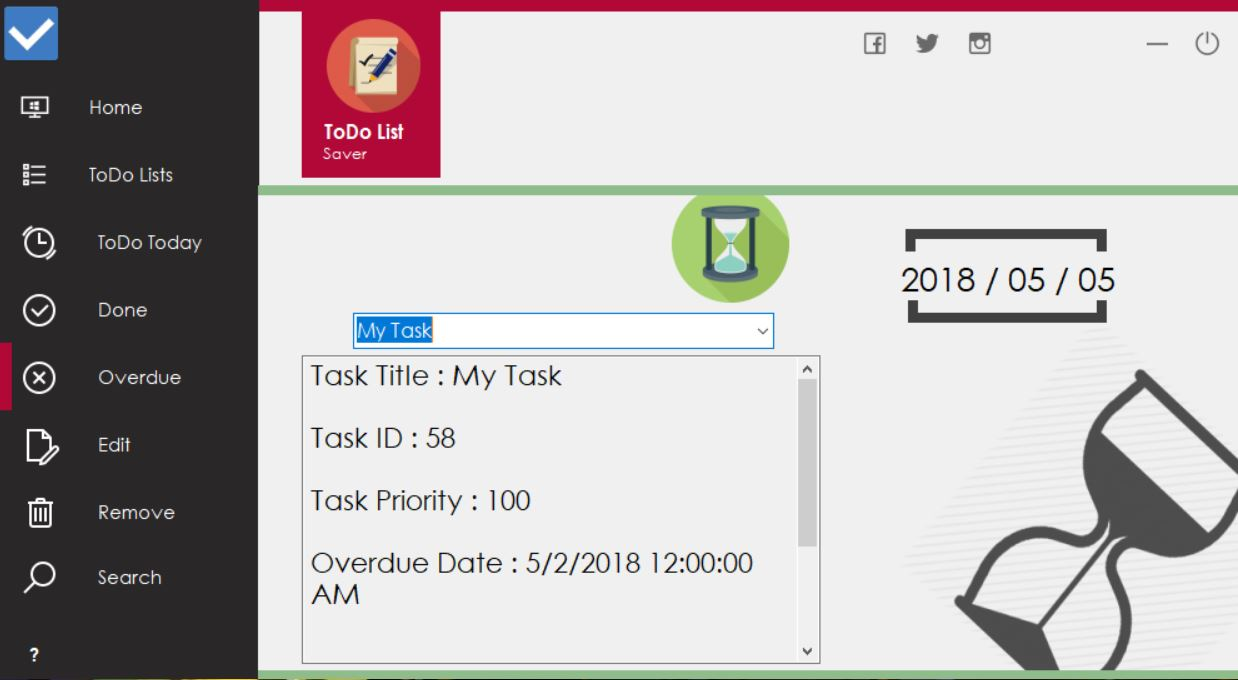 Home
ToDo Lists
ToDo Today
Done
Overdue
Edit
Remove
Search
?
ToDo List
Saver
2018 / 05 / 05
My Task
Task Title : My Task
Task ID : 58
Task Priority : 100
Overdue Date : 5/2/2018 12:00:00
AM